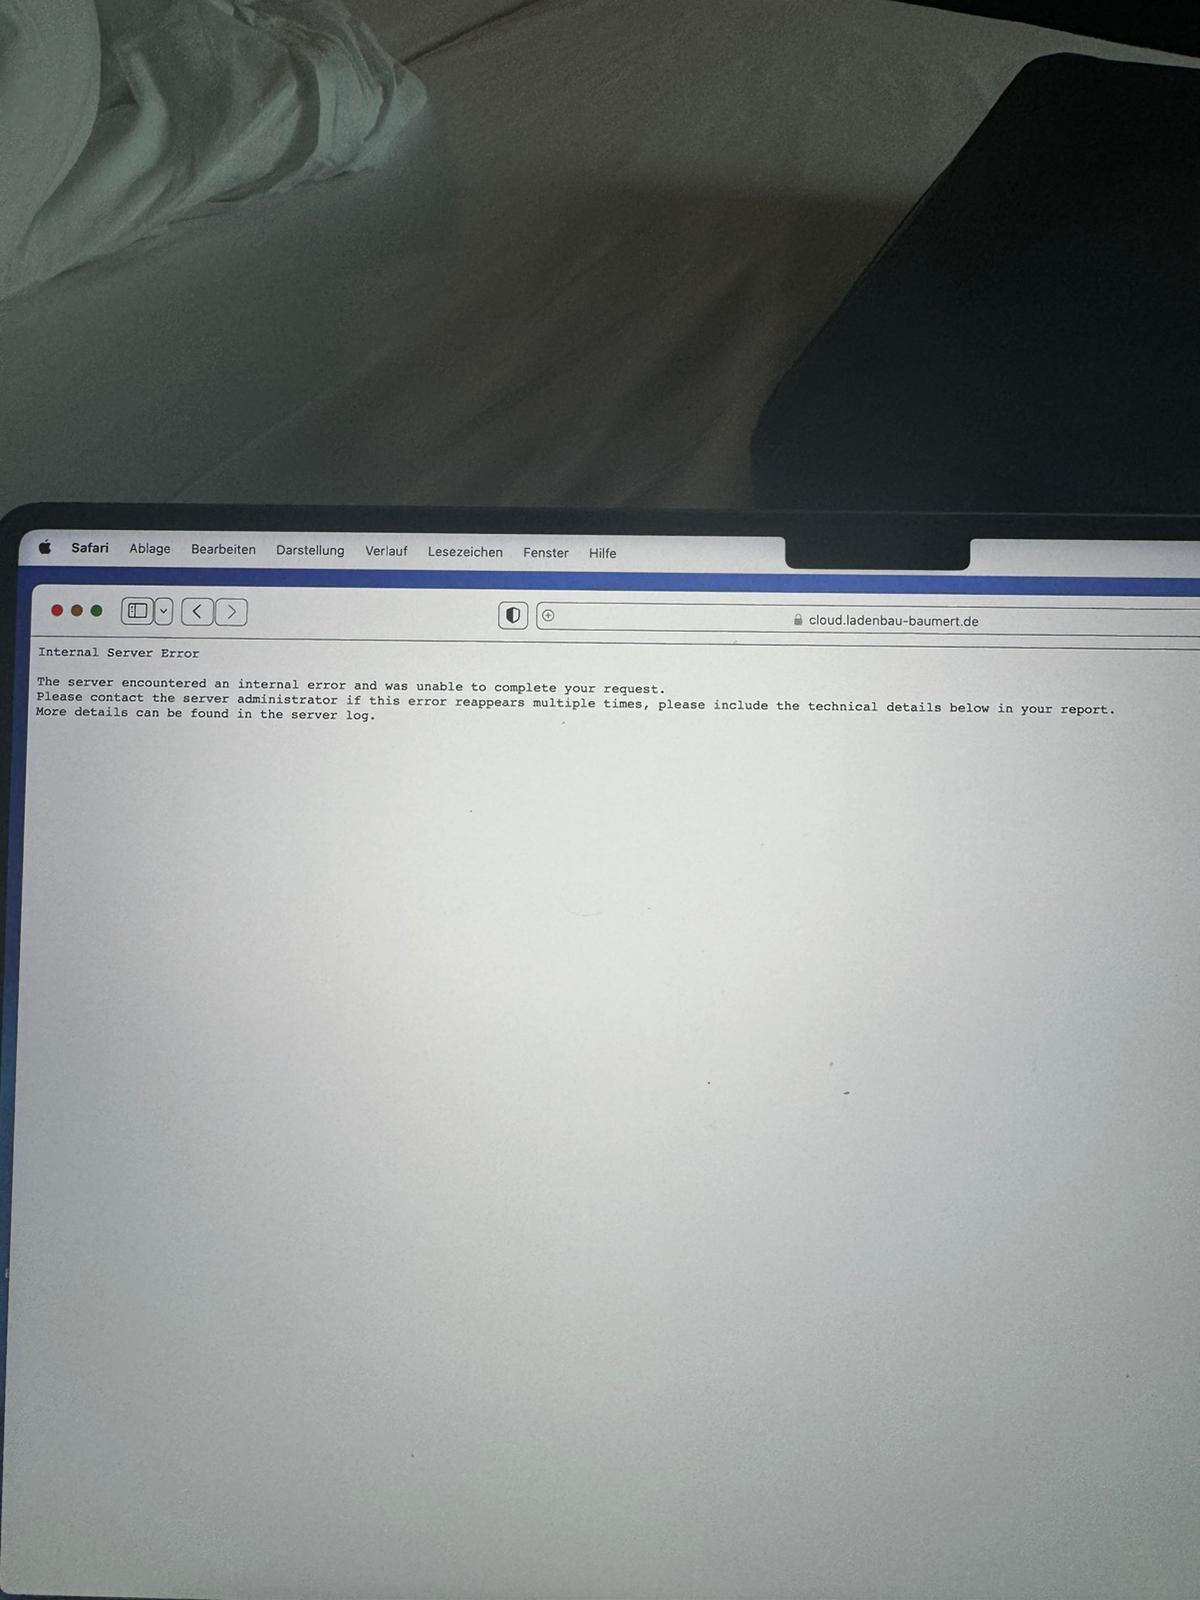 Safari Ablage Bearbeiten Darstellung Verlauf Lesezeichen Fenster Hilfe
cloud.ladenbau-baumert.de
Internal Server Error
The server encountered an internal error and was unable to complete your request.
Please contact the server administrator if this error reappears multiple times, please include the technical details below in your report.
More details can be found in the server log.